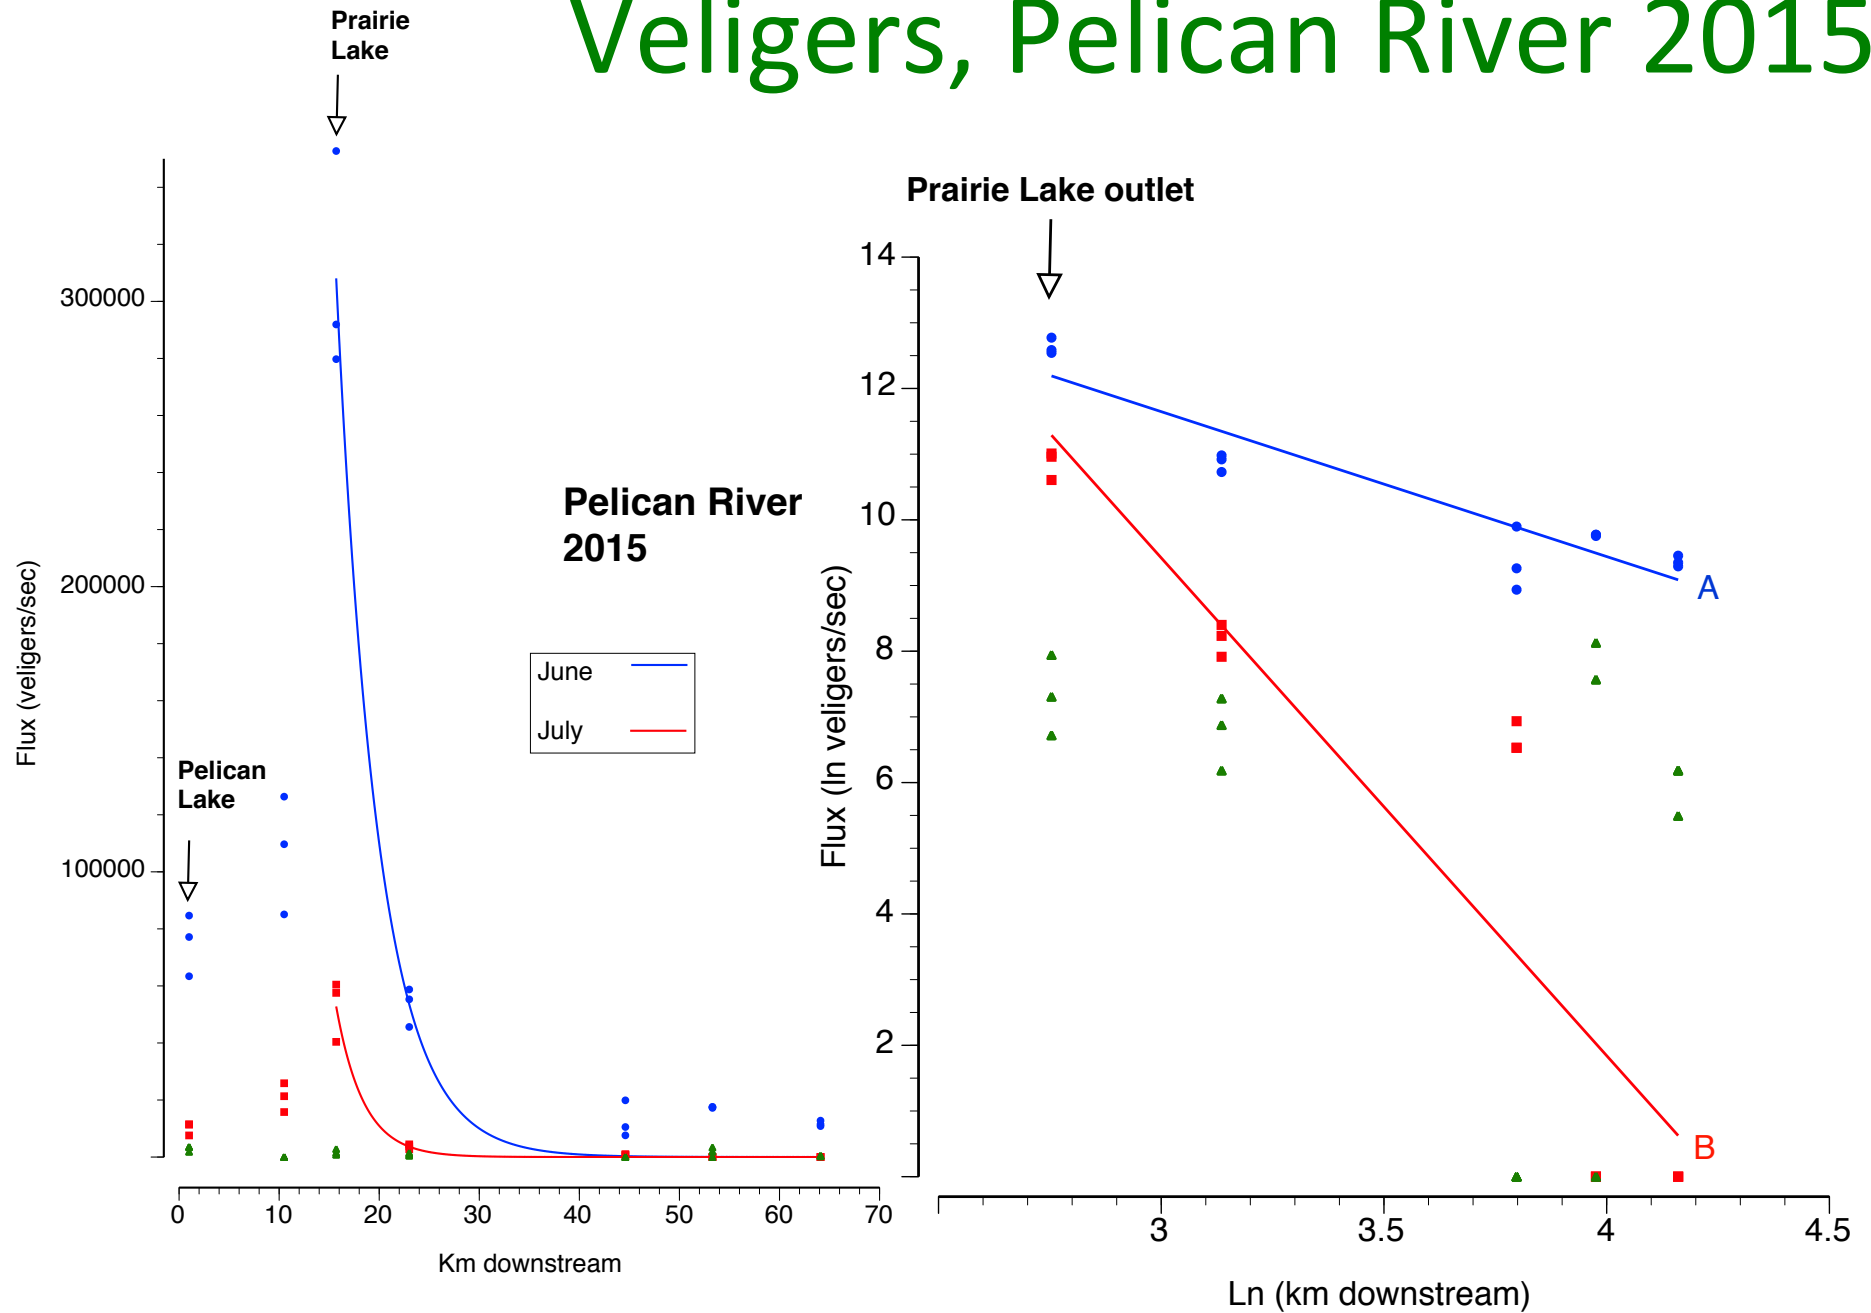 Veligers, Pelican River 2015
Prairie
Lake
300000
200000
100000
Flux (veligers/sec)
Pelican
Lake
Pelican River
2015
June
July
0 10 20 30 40 50 60 70
Km downstream
Prairie Lake outlet
14
12
10
8
6
4
2
Flux (ln veligers/sec)
A
B
3 3.5 4 4.5
Ln (km downstream)